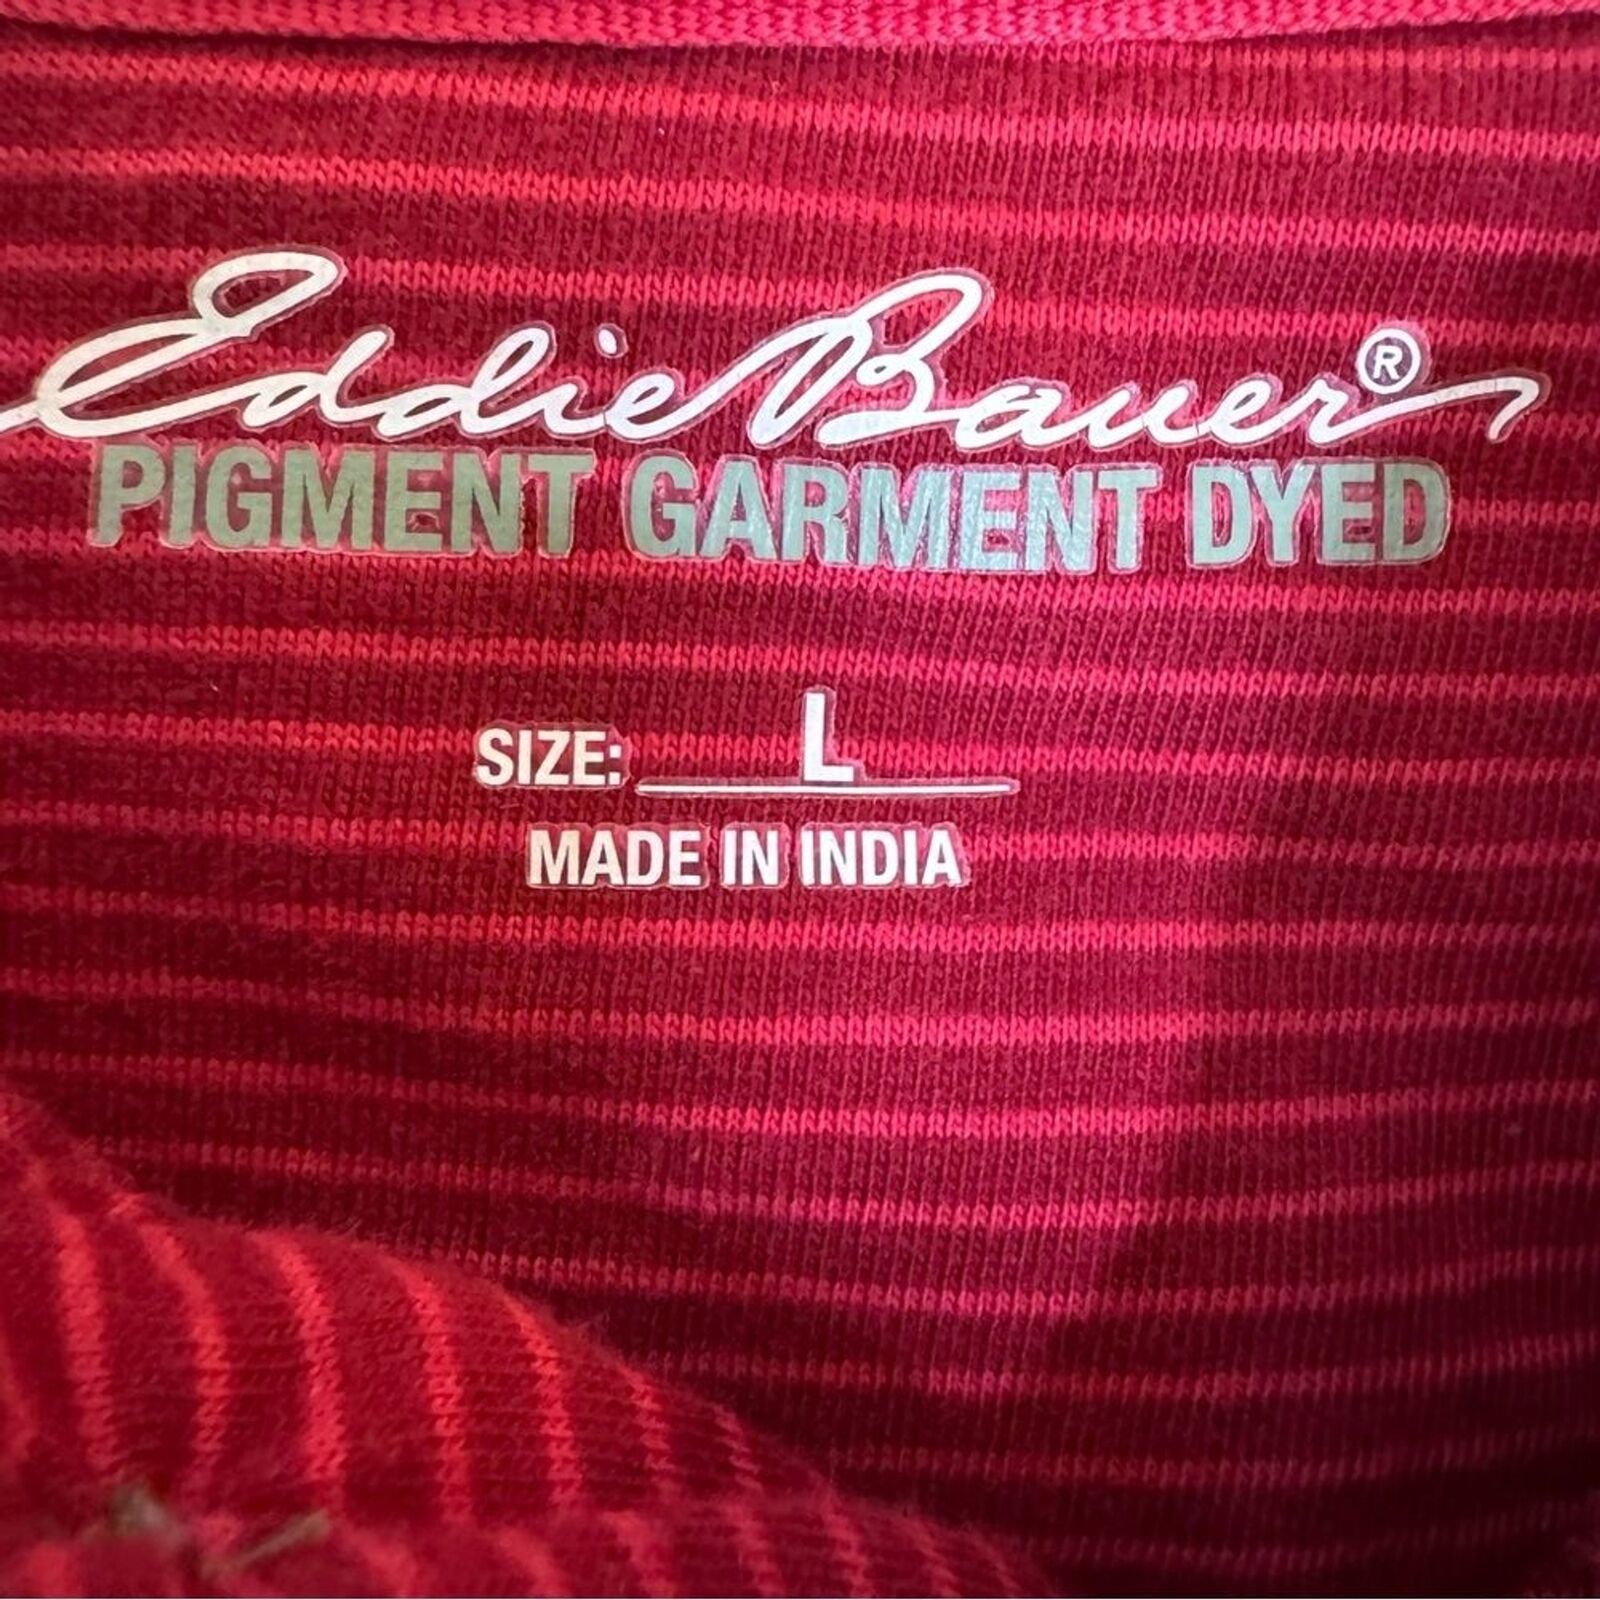 Eddie Bauer®
PIGMENT GARMENT DYED
SIZE: L
MADE IN INDIA